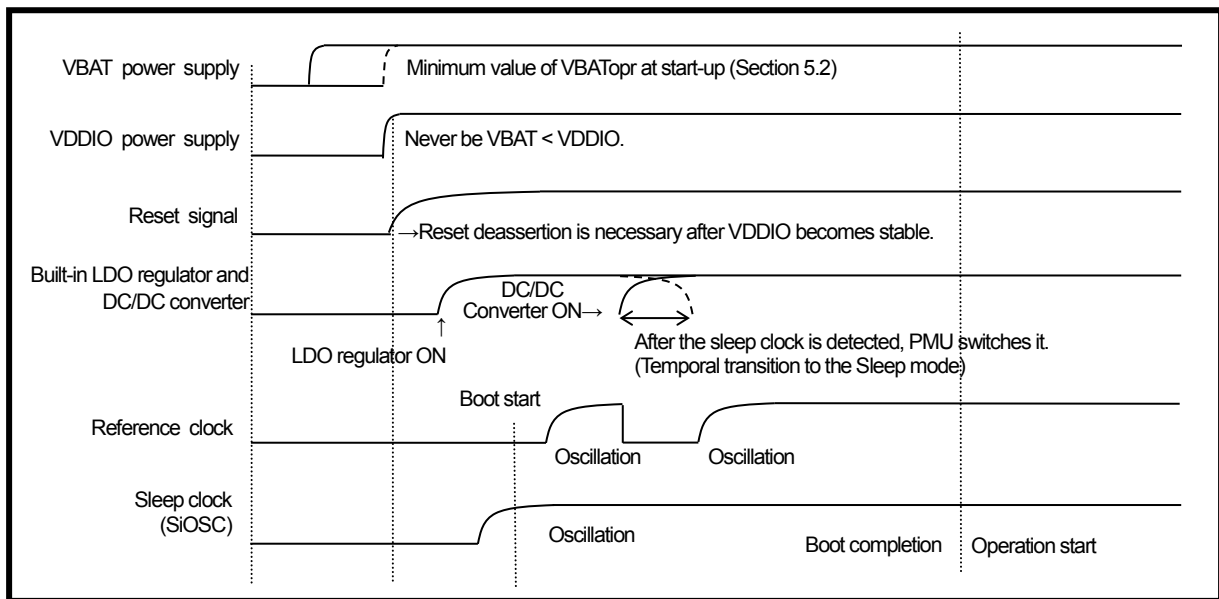 VBAT power supply
Minimum value of VBATopr at start-up (Section 5.2)
VDDIO power supply
Never be VBAT < VDDIO.
Reset signal
→Reset deassertion is necessary after VDDIO becomes stable.
Built-in LDO regulator and
DC/DC converter
DC/DC
Converter ON→
↑
LDO regulator ON
After the sleep clock is detected, PMU switches it.
(Temporal transition to the Sleep mode)
Boot start
Reference clock
Oscillation
Oscillation
Sleep clock
(SiOSC)
Oscillation
Boot completion
Operation start